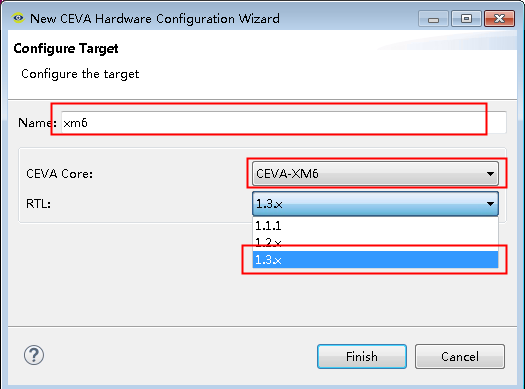 New CEVA Hardware Configuration Wizard
Configure Target
Configure the target
Name: xm6
CEVA Core: CEVA-XM6
RTL: 1.3.x
1.1.1
1.2.x
1.3.x
? Finish Cancel